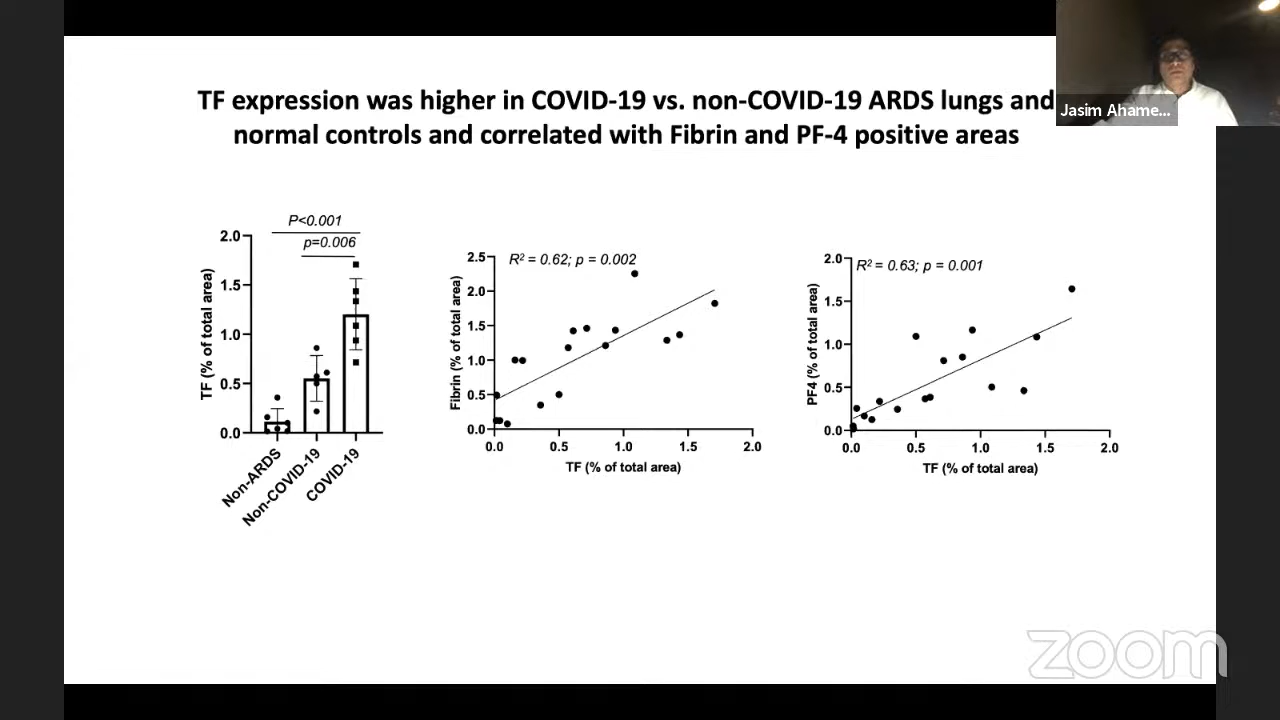 TF expression was higher in COVID-19 vs. non-COVID-19 ARDS lungs and
normal controls and correlated with Fibrin and PF-4 positive areas
Jasim Ahame...
P<0.001
p=0.006
2.0
1.5
1.0
0.5
0.0
TF (% of total area)
Non-ARDS
Non-COVID-19
COVID-19
R² = 0.62; p = 0.002
2.5
2.0
1.5
1.0
0.5
0.0
Fibrin (% of total area)
0.0 0.5 1.0 1.5 2.0
TF (% of total area)
R² = 0.63; p = 0.001
2.0
1.5
1.0
0.5
0.0
PF4 (% of total area)
0.0 0.5 1.0 1.5 2.0
TF (% of total area)
zoom